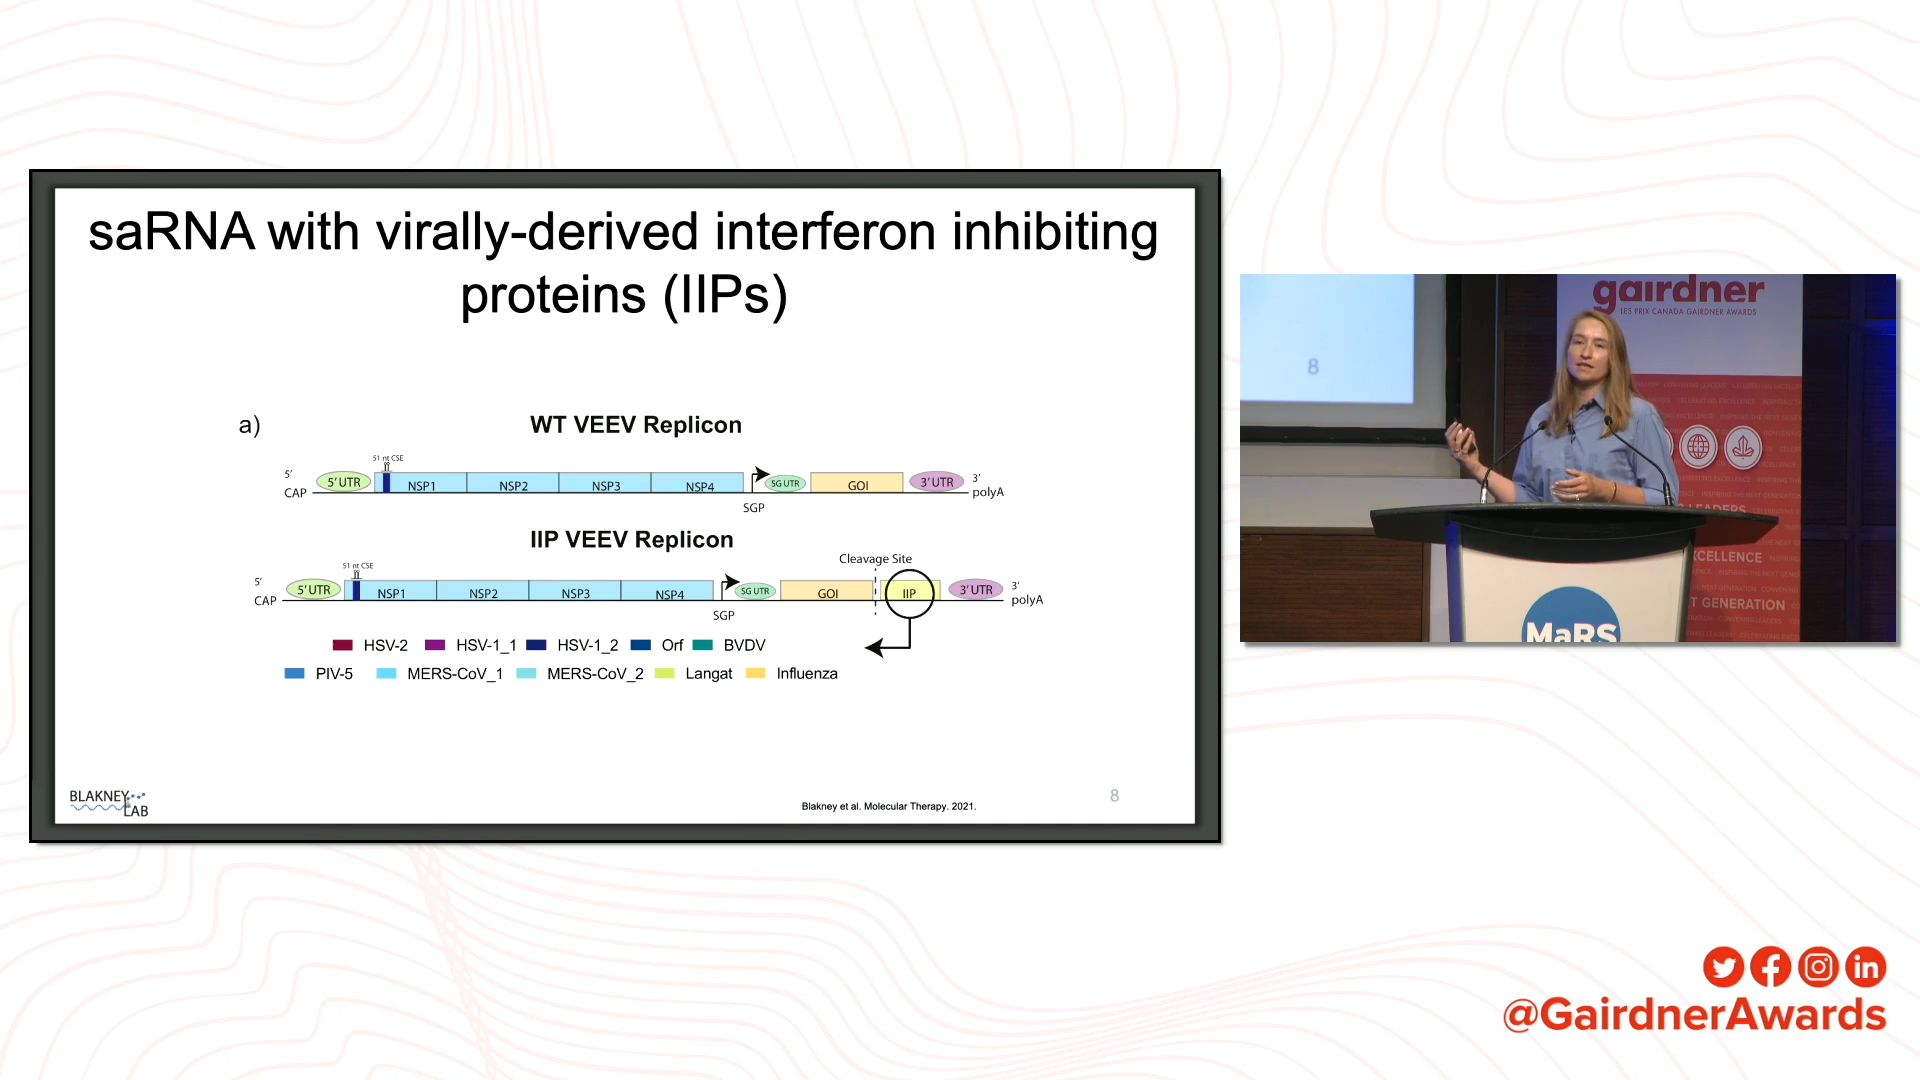 saRNA with virally-derived interferon inhibiting
proteins (IIPs)
a)
WT VEEV Replicon
51 nt CSE
5' CAP
5' UTR
NSP1
NSP2
NSP3
NSP4
SGP
SG UTR
GOI
3' UTR
3' polyA
IIP VEEV Replicon
Cleavage Site
51 nt CSE
5' CAP
5' UTR
NSP1
NSP2
NSP3
NSP4
SGP
SG UTR
GOI
IIP
3' UTR
3' polyA
HSV-2 HSV-1_1 HSV-1_2 Orf BVDV
PIV-5 MERS-CoV_1 MERS-CoV_2 Langat Influenza
BLAKNEY
LAB
Blakney et al. Molecular Therapy. 2021.
8
8
gairdner
LES PRIX CANADA GAIRDNER AWARDS
LEADERS
XCELLENCE
T GENERATION
MaRS
@GairdnerAwards